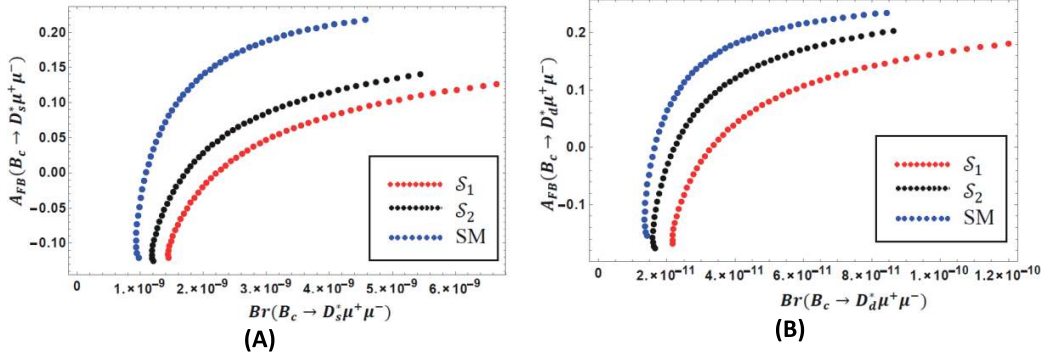 A_{FB}(B_c → D_s^* μ^+ μ^-)
0.20
0.15
0.10
0.05
0.00
−0.05
−0.10
S_1
S_2
SM
0
1.×10^{-9}
2.×10^{-9}
3.×10^{-9}
4.×10^{-9}
5.×10^{-9}
6.×10^{-9}
Br(B_c → D_s^* μ^+ μ^-)
(A)
A_{FB}(B_c → D_d^* μ^+ μ^-)
0.2
0.1
0.0
−0.1
S_1
S_2
SM
0
2.×10^{-11}
4.×10^{-11}
6.×10^{-11}
8.×10^{-11}
1.×10^{-10}
1.2×10^{-10}
Br(B_c → D_d^* μ^+ μ^-)
(B)